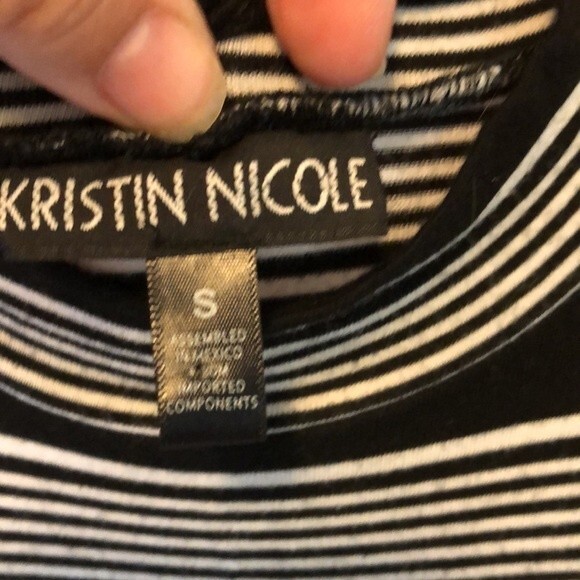 KRISTIN NICOLE
S
ASSEMBLED
IN MEXICO
FROM
IMPORTED
COMPONENTS